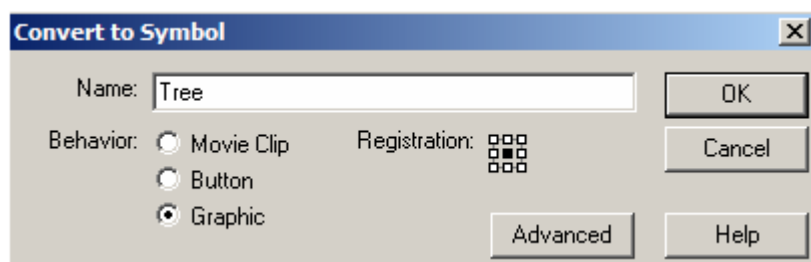 Convert to Symbol
Name: Tree OK
Behavior: Movie Clip Registration: Cancel
Button
Graphic
Advanced Help